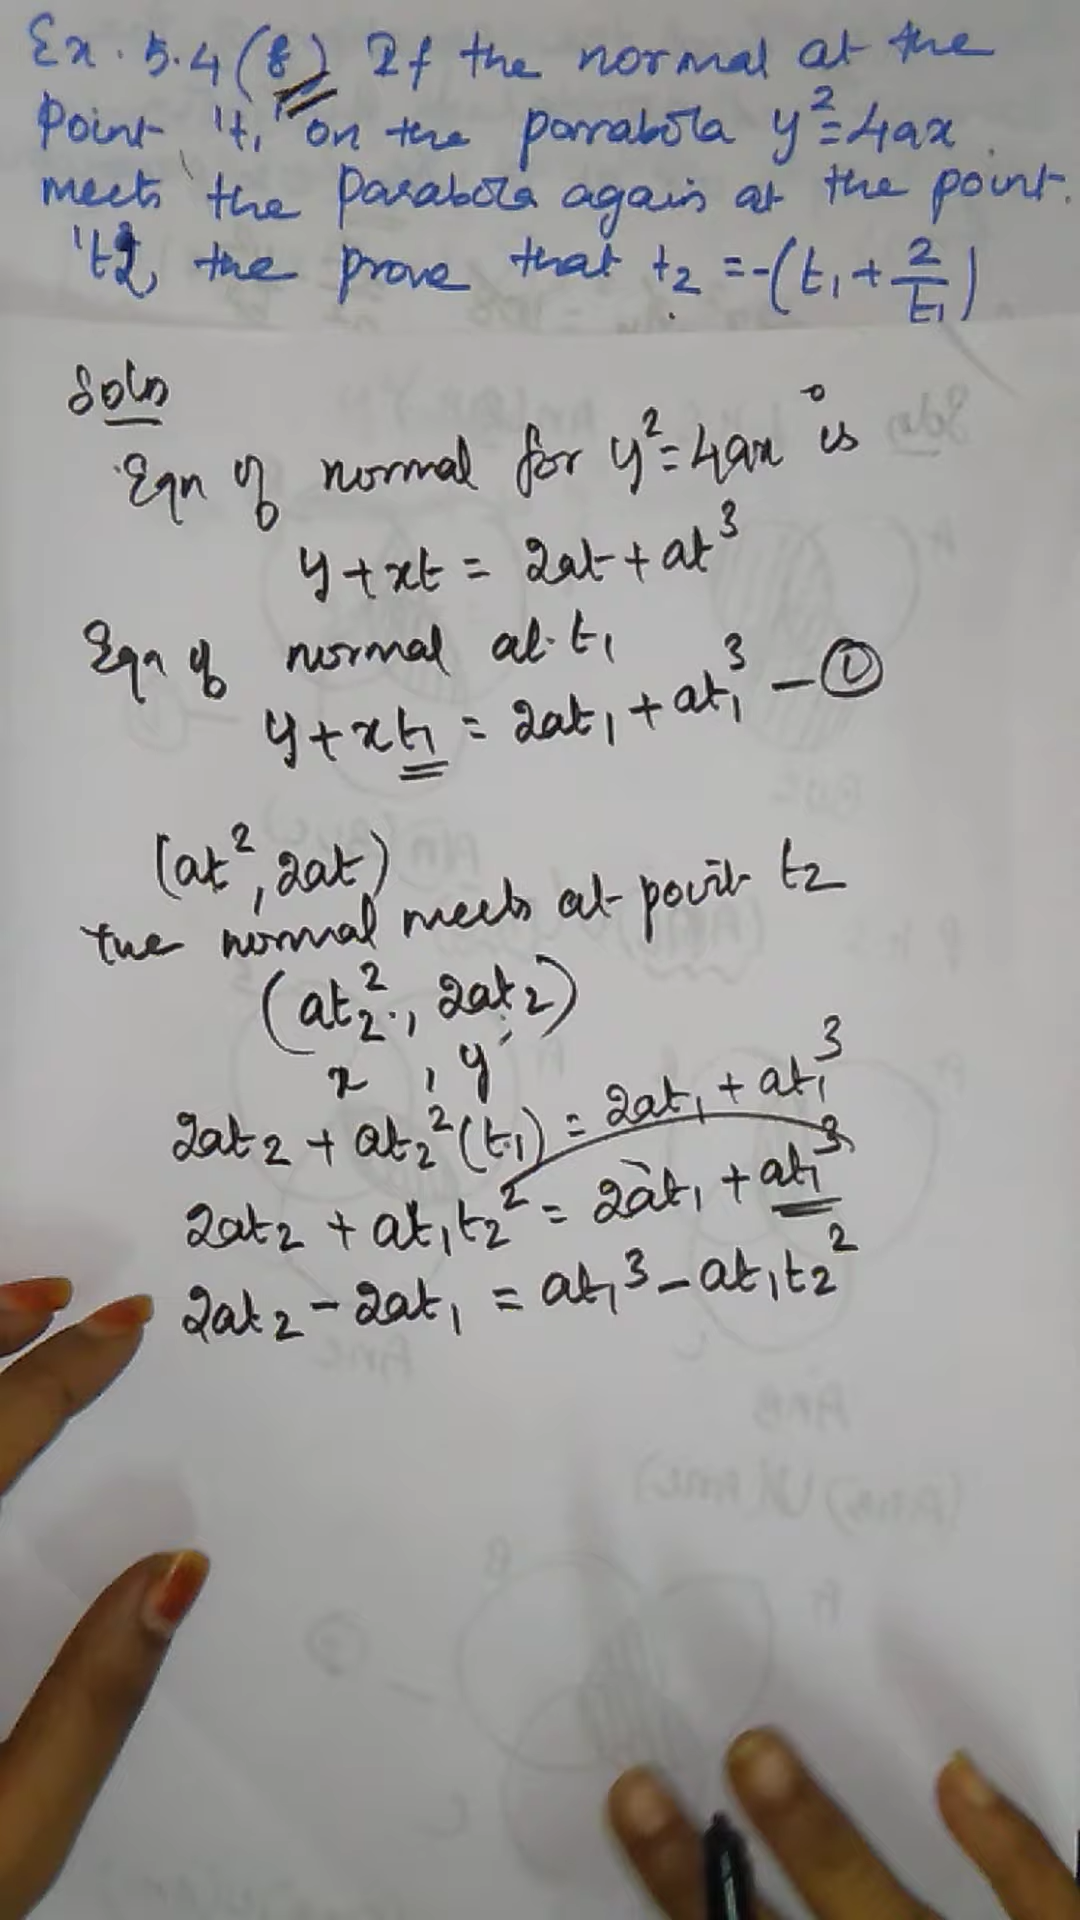 Ex. 5.4(8) If the normal at the
point 't₁' on the parrabola y²=4ax
meets the Parabola again at the point.
't2, the prove that t₂ =-(t₁+2/t₁)
Soln
Eqn of normal for y²=4ax is
y+xt = 2at+at³
Eqn of normal at t₁
y+xt₁ = 2at₁+at₁³ — ①
(at², 2at)
the normal meets at point t₂
(at₂², 2at₂)
x , y
2at₂ + at₂²(t₁) = 2at₁ + at₁³
2at₂ + at₁t₂² = 2at₁ + at₁³
2at₂ - 2at₁ = at₁³ - at₁t₂²